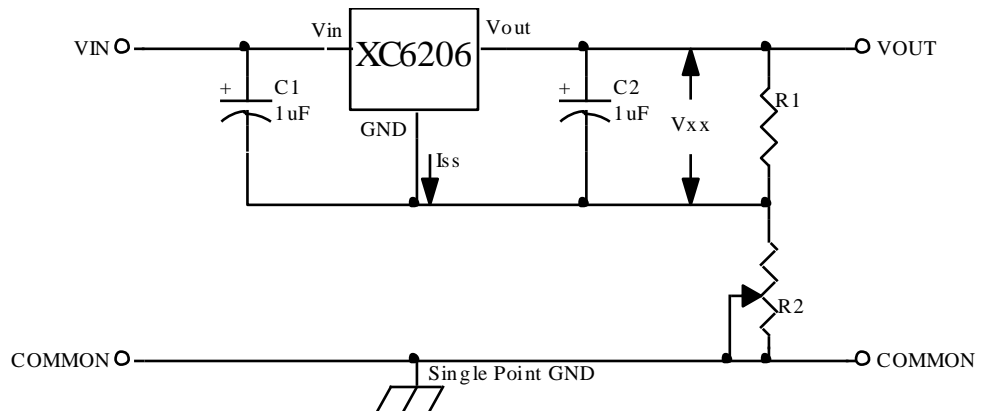 Vin
Vout
VIN
XC6206
VOUT
+
C1
1uF
+
C2
1uF
R1
GND
Vxx
Iss
R2
COMMON
COMMON
Single Point GND